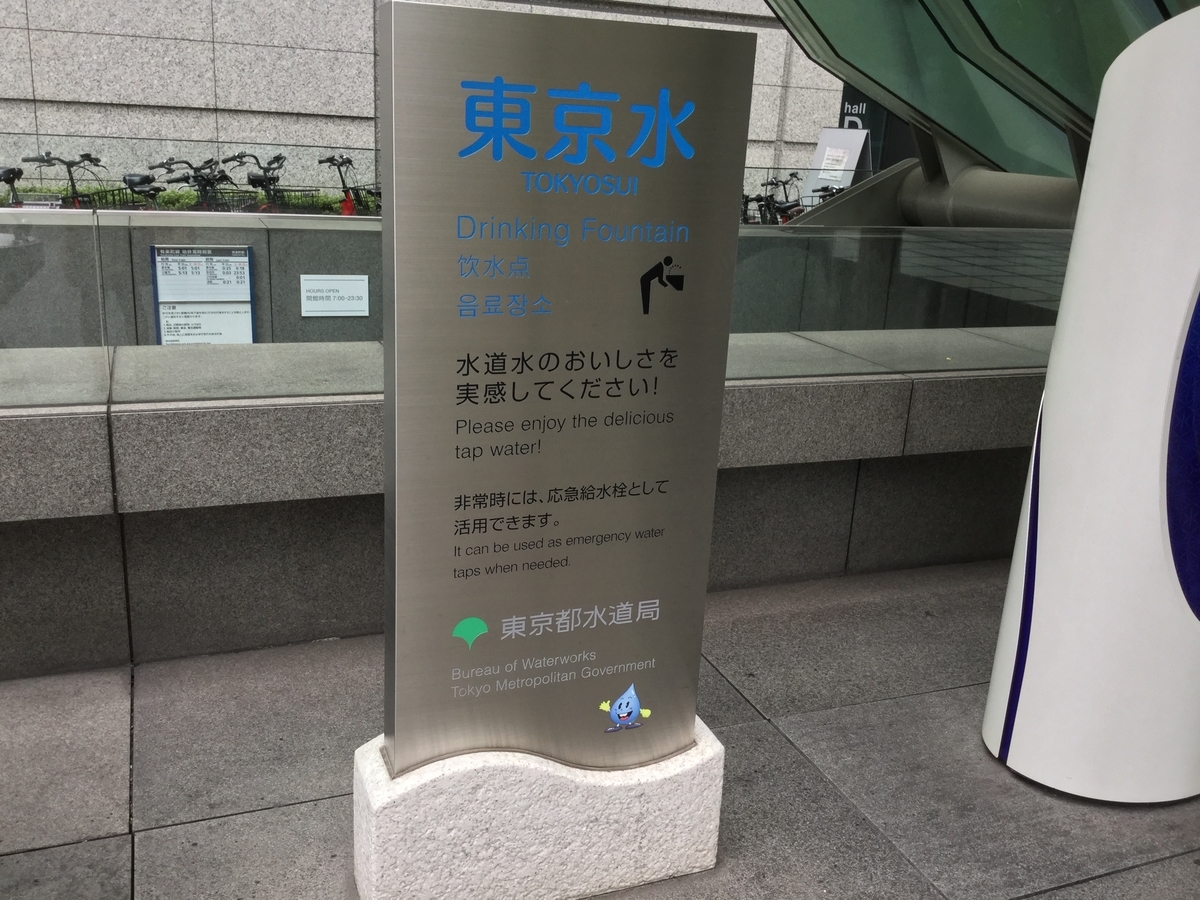 東京水
TOKYOSUI
Drinking Fountain
饮水点
음료장소
水道水のおいしさを
実感してください!
Please enjoy the delicious
tap water!
非常時には、応急給水栓として
活用できます。
It can be used as emergency water
taps when needed.
東京都水道局
Bureau of Waterworks
Tokyo Metropolitan Government
hall
D
HOURS OPEN
開館時間 7:00-23:30
ご注意